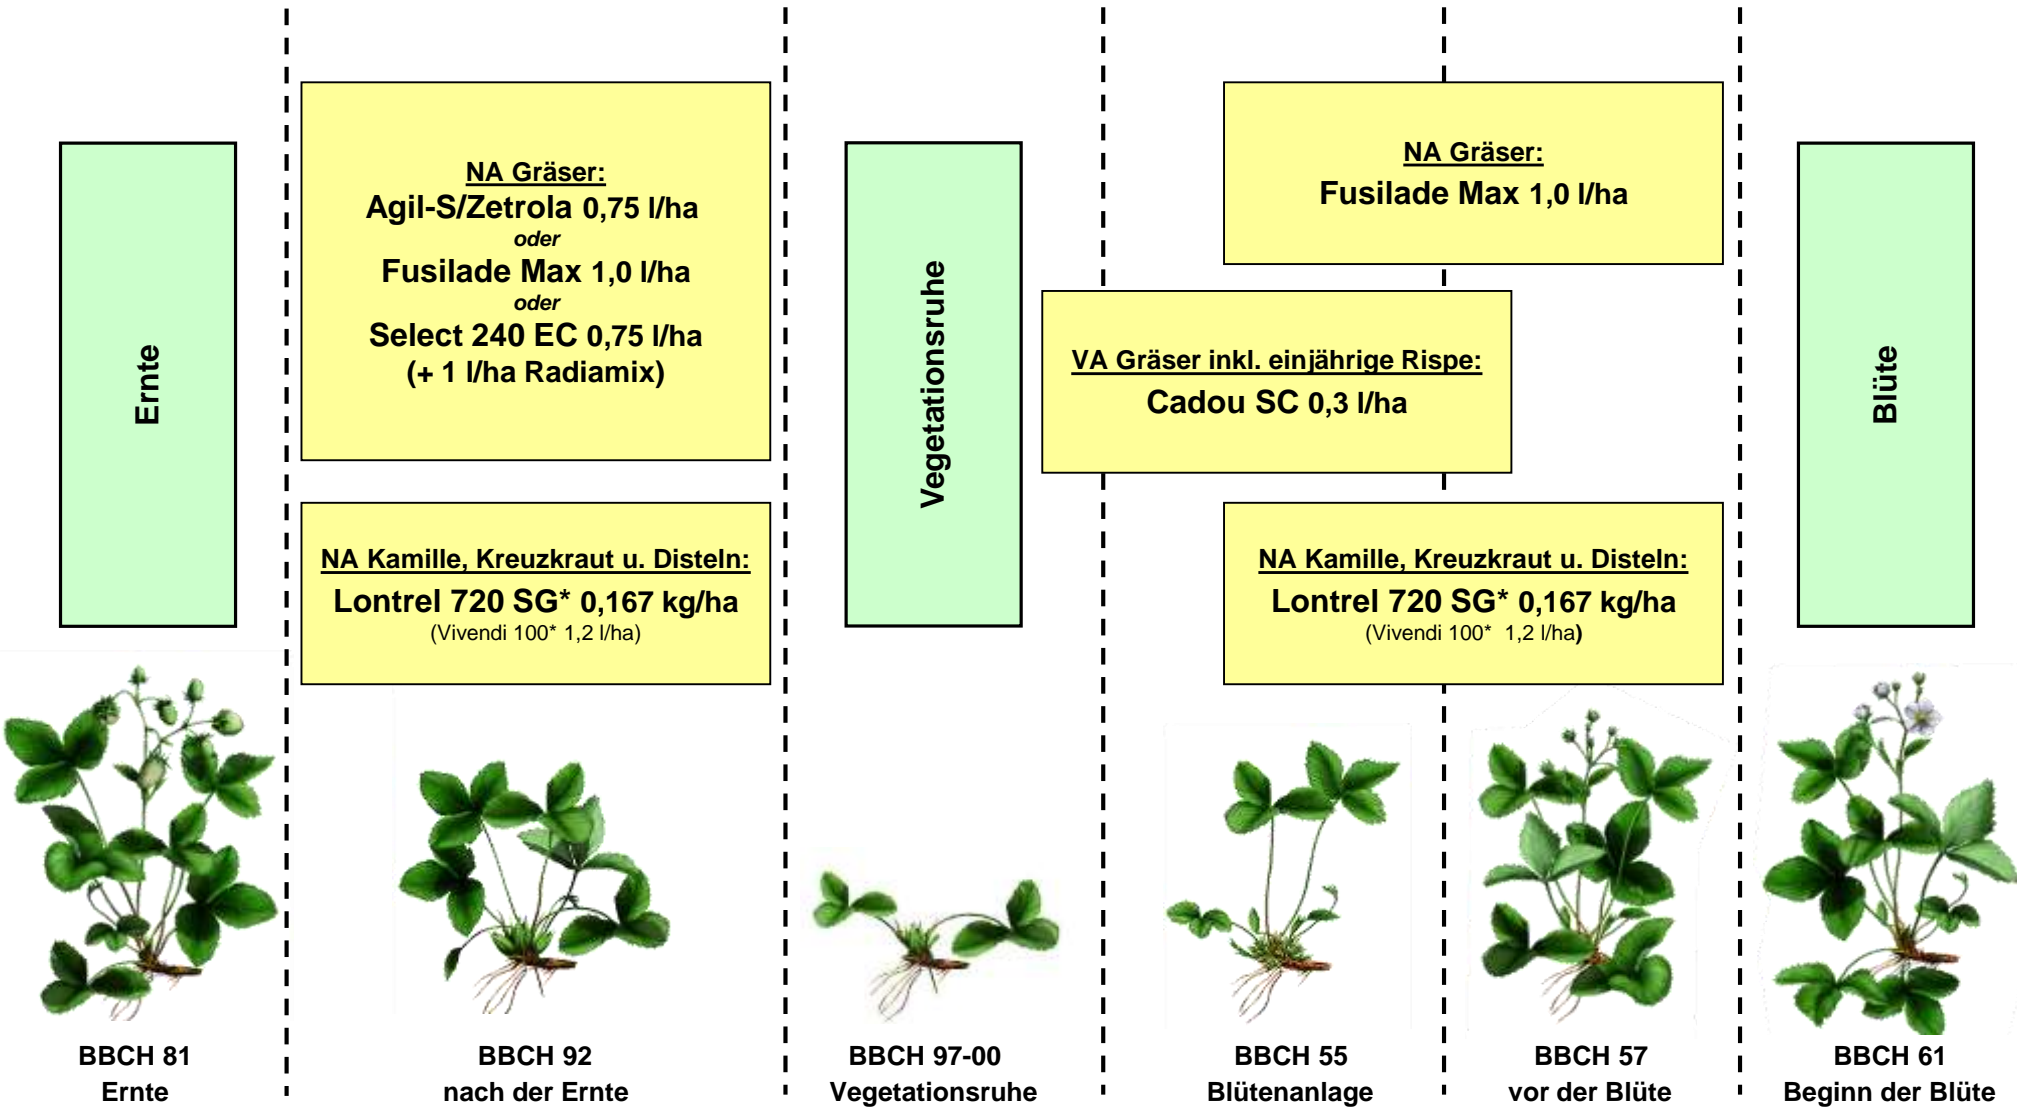 Ernte
NA Gräser:
Agil-S/Zetrola 0,75 l/ha
oder
Fusilade Max 1,0 l/ha
oder
Select 240 EC 0,75 l/ha
(+ 1 l/ha Radiamix)
NA Kamille, Kreuzkraut u. Disteln:
Lontrel 720 SG* 0,167 kg/ha
(Vivendi 100* 1,2 l/ha)
Vegetationsruhe
VA Gräser inkl. einjährige Rispe:
Cadou SC 0,3 l/ha
NA Gräser:
Fusilade Max 1,0 l/ha
NA Kamille, Kreuzkraut u. Disteln:
Lontrel 720 SG* 0,167 kg/ha
(Vivendi 100* 1,2 l/ha)
Blüte
BBCH 81
Ernte
BBCH 92
nach der Ernte
BBCH 97-00
Vegetationsruhe
BBCH 55
Blütenanlage
BBCH 57
vor der Blüte
BBCH 61
Beginn der Blüte